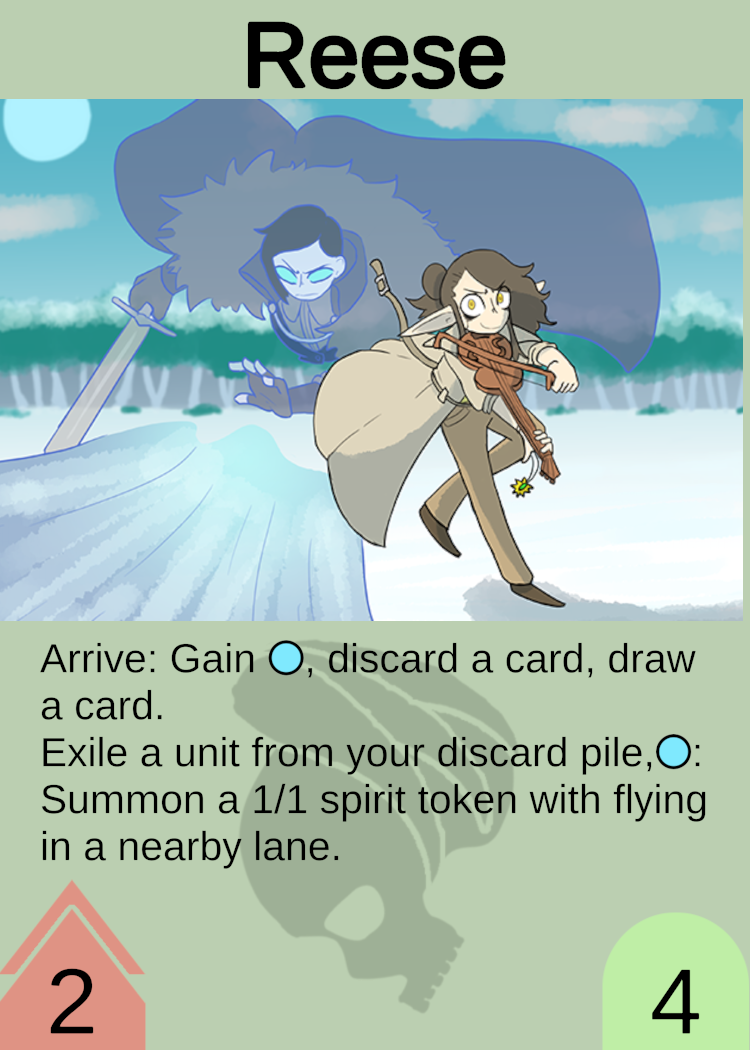 Reese
Arrive: Gain , discard a card, draw
a card.
Exile a unit from your discard pile, :
Summon a 1/1 spirit token with flying
in a nearby lane.
2
4